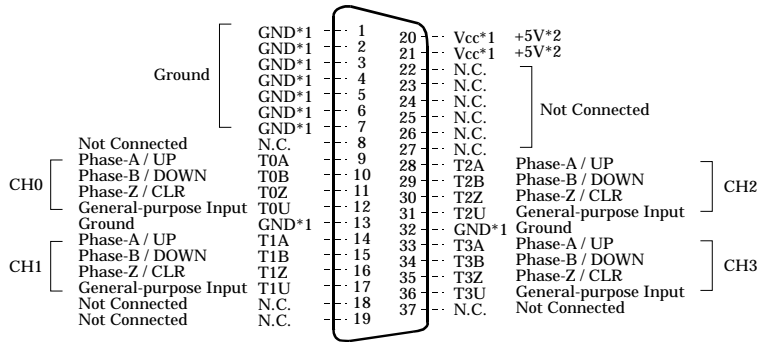 GND*1 1
GND*1 2
GND*1 3
Ground GND*1 4
GND*1 5
GND*1 6
GND*1 7
Not Connected N.C. 8
CH0
Phase-A / UP T0A 9
Phase-B / DOWN T0B 10
Phase-Z / CLR T0Z 11
General-purpose Input T0U 12
Ground GND*1 13
CH1
Phase-A / UP T1A 14
Phase-B / DOWN T1B 15
Phase-Z / CLR T1Z 16
General-purpose Input T1U 17
Not Connected N.C. 18
Not Connected N.C. 19
20 Vcc*1 +5V*2
21 Vcc*1 +5V*2
22 N.C.
23 N.C.
24 N.C.
25 N.C.
26 N.C.
27 N.C.
Not Connected
28 T2A Phase-A / UP
29 T2B Phase-B / DOWN
30 T2Z Phase-Z / CLR
31 T2U General-purpose Input
CH2
32 GND*1 Ground
33 T3A Phase-A / UP
34 T3B Phase-B / DOWN
35 T3Z Phase-Z / CLR
36 T3U General-purpose Input
CH3
37 N.C. Not Connected